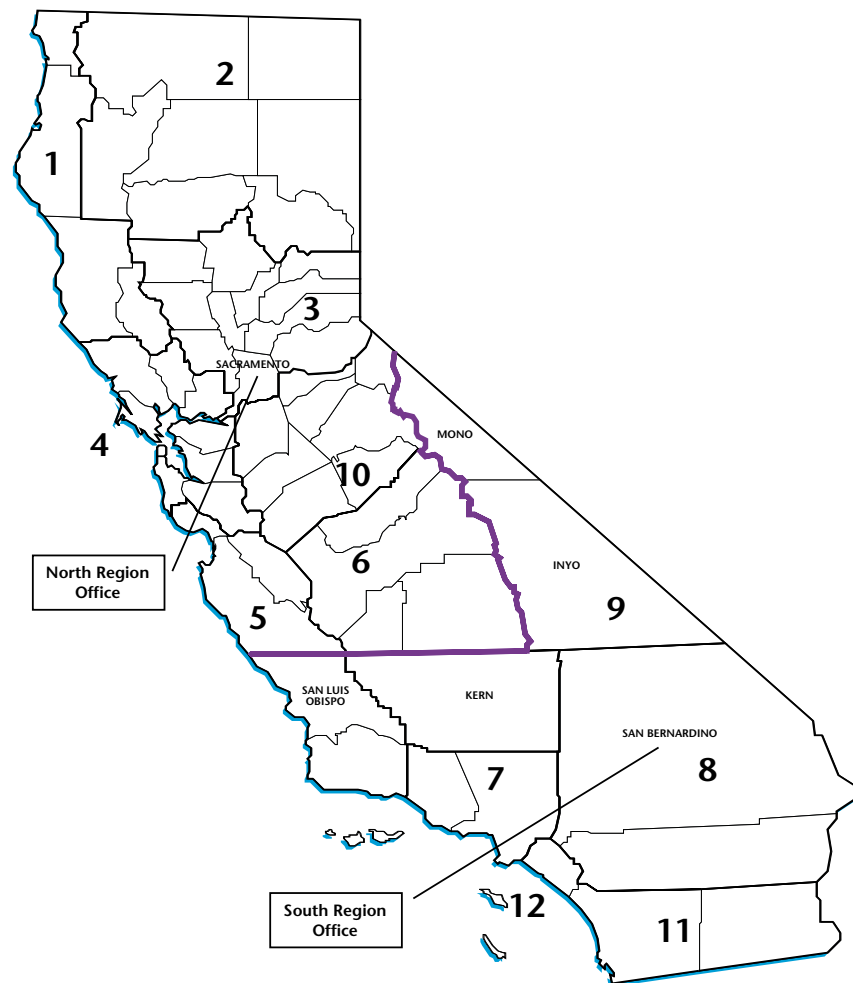 2
1
3
SACRAMENTO
4
MONO
10
North Region
Office
6
INYO
9
5
SAN LUIS
OBISPO
KERN
SAN BERNARDINO
8
7
South Region
Office
12
11